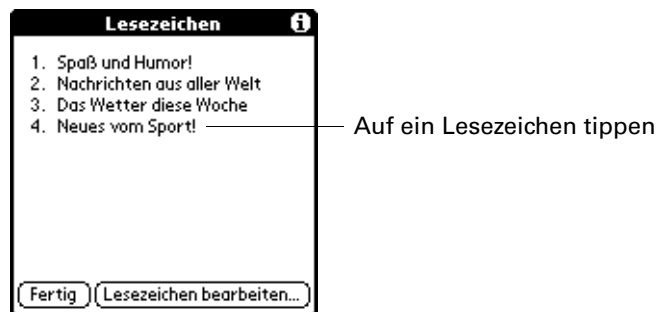 Lesezeichen
1. Spaß und Humor!
2. Nachrichten aus aller Welt
3. Das Wetter diese Woche
4. Neues vom Sport!
Auf ein Lesezeichen tippen
Fertig
Lesezeichen bearbeiten...